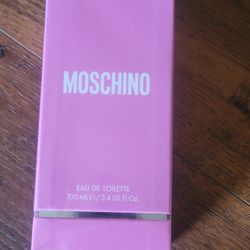 MOSCHINO
EAU DE TOILETTE
100 ML ℮ / 3.4 US FL.Oz.